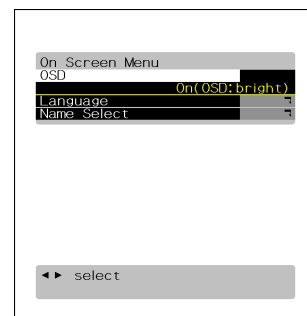 On Screen Menu
OSD
On(OSD:bright)
Language
Name Select
◄ ► select